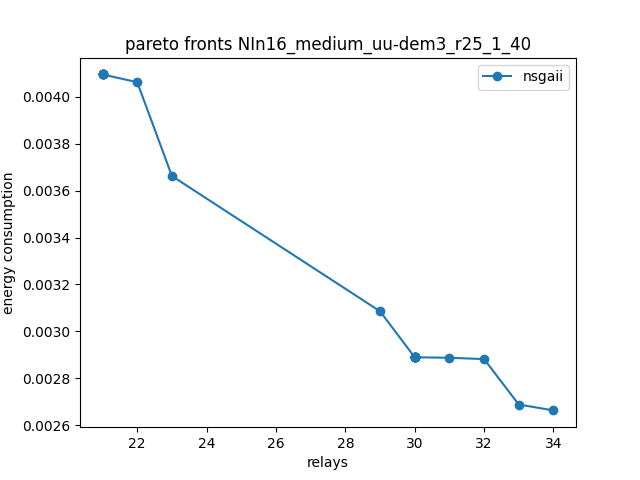 pareto fronts NIn16_medium_uu-dem3_r25_1_40
nsgaii
0.0040
0.0038
0.0036
0.0034
0.0032
0.0030
0.0028
0.0026
energy consumption
22 24 26 28 30 32 34
relays